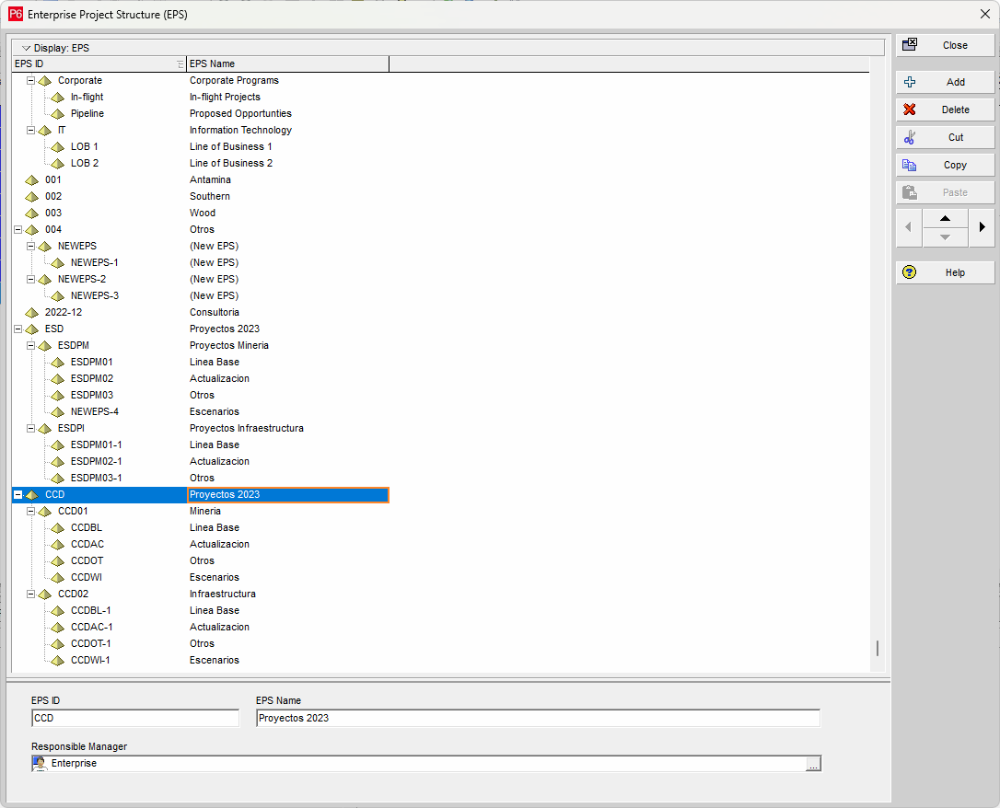 P6 Enterprise Project Structure (EPS)
Display: EPS
EPS ID EPS Name
Corporate Corporate Programs
In-flight In-flight Projects
Pipeline Proposed Opportunties
IT Information Technology
LOB 1 Line of Business 1
LOB 2 Line of Business 2
001 Antamina
002 Southern
003 Wood
004 Otros
NEWEPS (New EPS)
NEWEPS-1 (New EPS)
NEWEPS-2 (New EPS)
NEWEPS-3 (New EPS)
2022-12 Consultoria
ESD Proyectos 2023
ESDPM Proyectos Mineria
ESDPM01 Linea Base
ESDPM02 Actualizacion
ESDPM03 Otros
NEWEPS-4 Escenarios
ESDPI Proyectos Infraestructura
ESDPM01-1 Linea Base
ESDPM02-1 Actualizacion
ESDPM03-1 Otros
CCD Proyectos 2023
CCD01 Mineria
CCDBL Linea Base
CCDAC Actualizacion
CCDOT Otros
CCDWI Escenarios
CCD02 Infraestructura
CCDBL-1 Linea Base
CCDAC-1 Actualizacion
CCDOT-1 Otros
CCDWI-1 Escenarios
EPS ID EPS Name
CCD Proyectos 2023
Responsible Manager
Enterprise ...
Close
Add
Delete
Cut
Copy
Paste
? Help